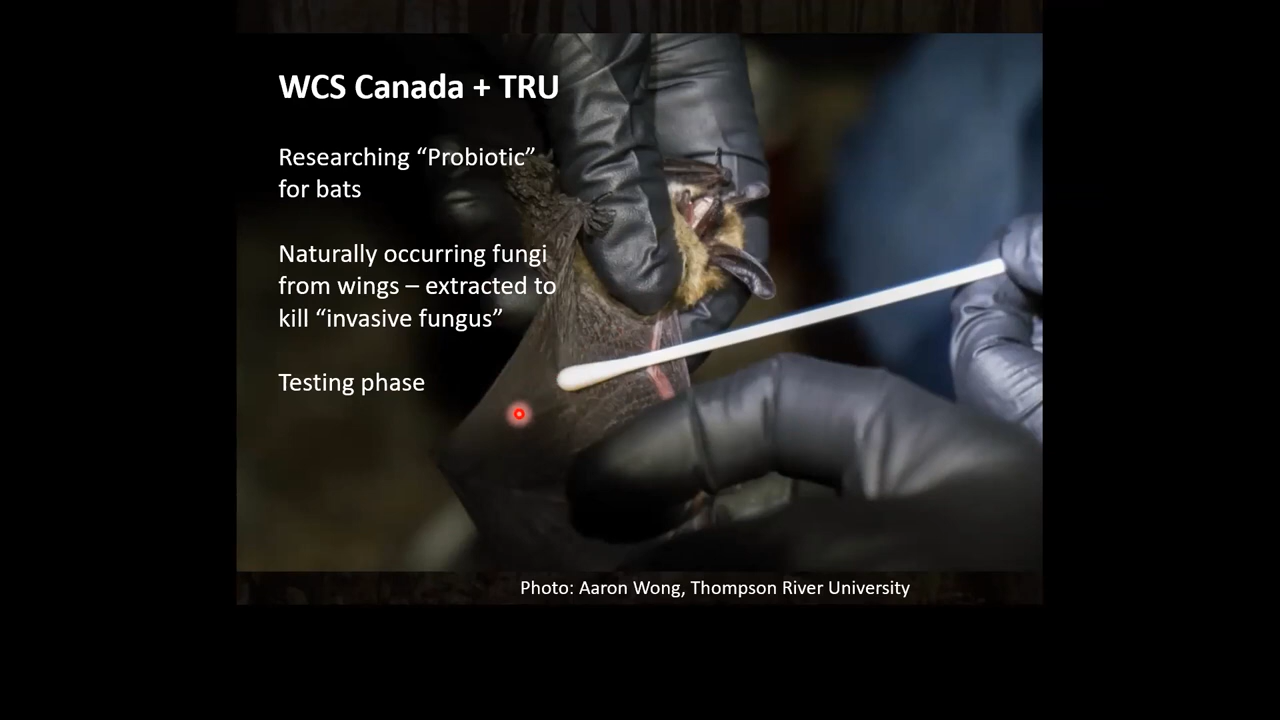 WCS Canada + TRU
Researching “Probiotic”
for bats
Naturally occurring fungi
from wings – extracted to
kill “invasive fungus”
Testing phase
Photo: Aaron Wong, Thompson River University